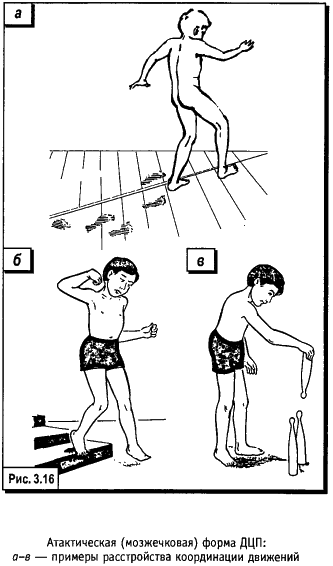 а
б
в
Рис. 3.16
Атактическая (мозжечковая) форма ДЦП:
а–в — примеры расстройства координации движений